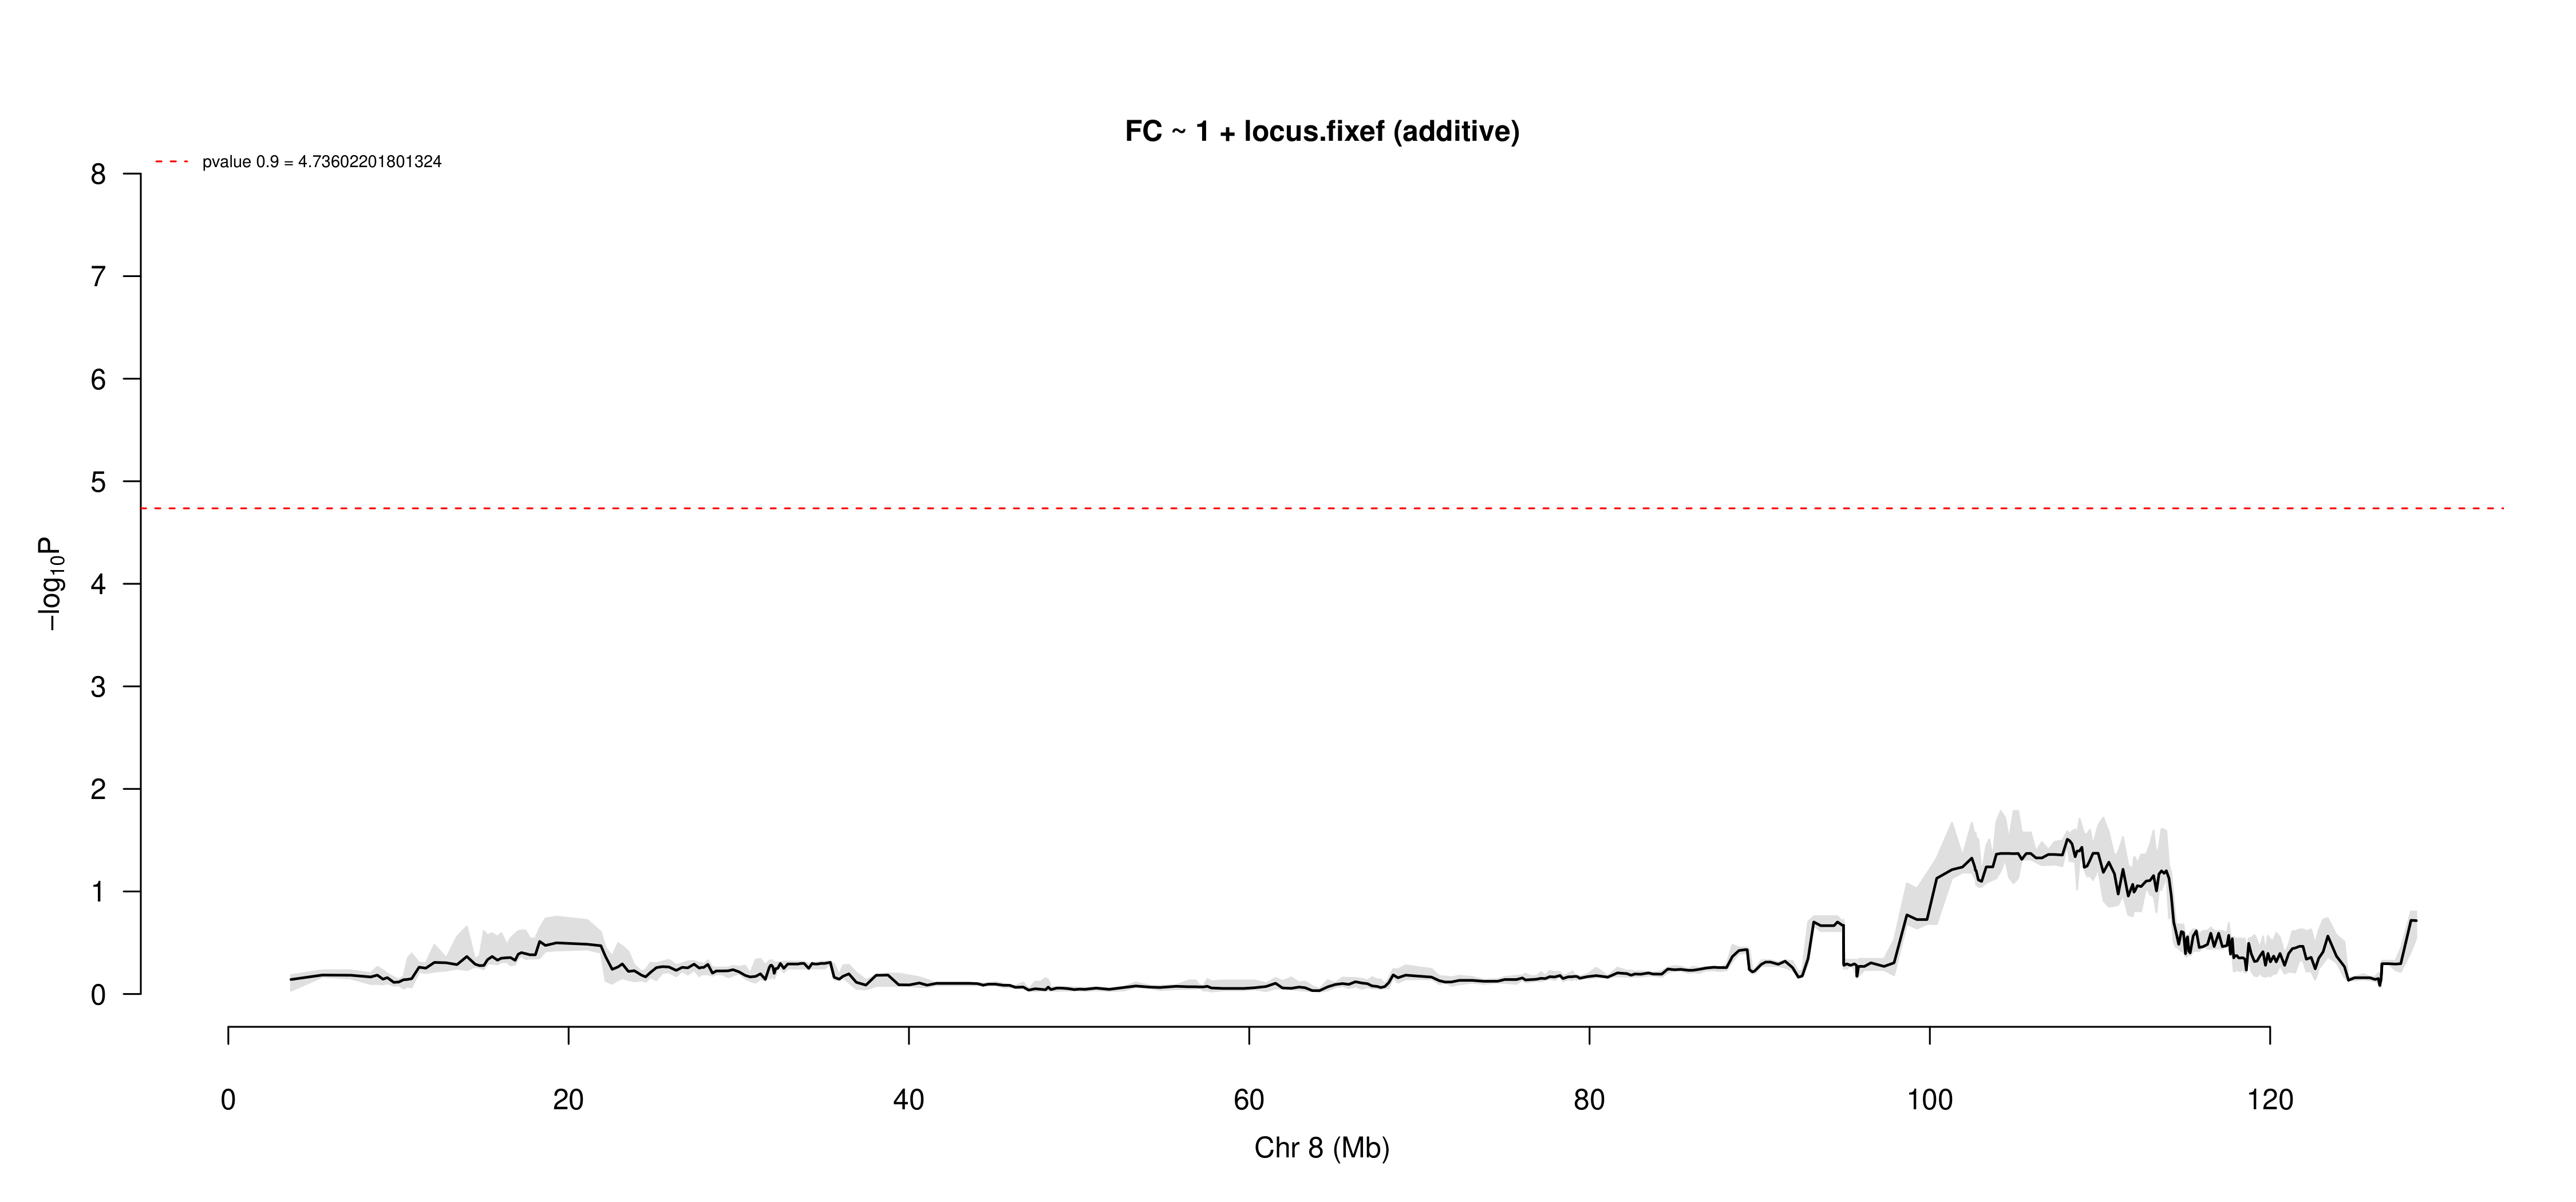 FC ~ 1 + locus.fixef (additive)
pvalue 0.9 = 4.73602201801324
8
7
6
5
4
3
2
1
0
−log10P
0 20 40 60 80 100 120
Chr 8 (Mb)